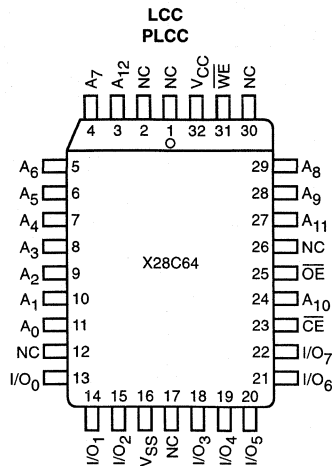 LCC
PLCC
A7 A12 NC NC VCC W̅E̅ NC
4 3 2 1 32 31 30
A6 5 29 A8
A5 6 28 A9
A4 7 27 A11
A3 8 26 NC
A2 9 X28C64 25 O̅E̅
A1 10 24 A10
A0 11 23 C̅E̅
NC 12 22 I/O7
I/O0 13 21 I/O6
14 15 16 17 18 19 20
I/O1 I/O2 VSS NC I/O3 I/O4 I/O5